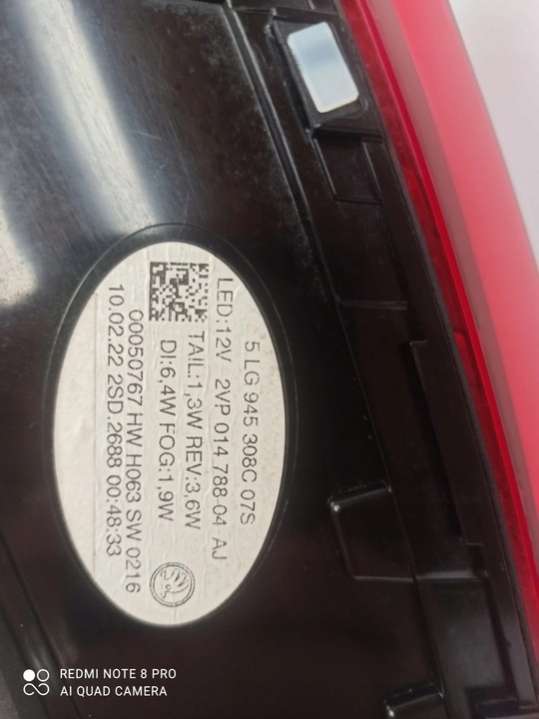 5 LG 945 308C 07S
LED:12V 2VP 014 788-04 AJ
TAIL:1,3W REV:3,6W
DI:6,4W FOG:1,9W
00050767 HW H063 SW 0216
10.02.22 2SD.2688 00:48:33
REDMI NOTE 8 PRO
AI QUAD CAMERA